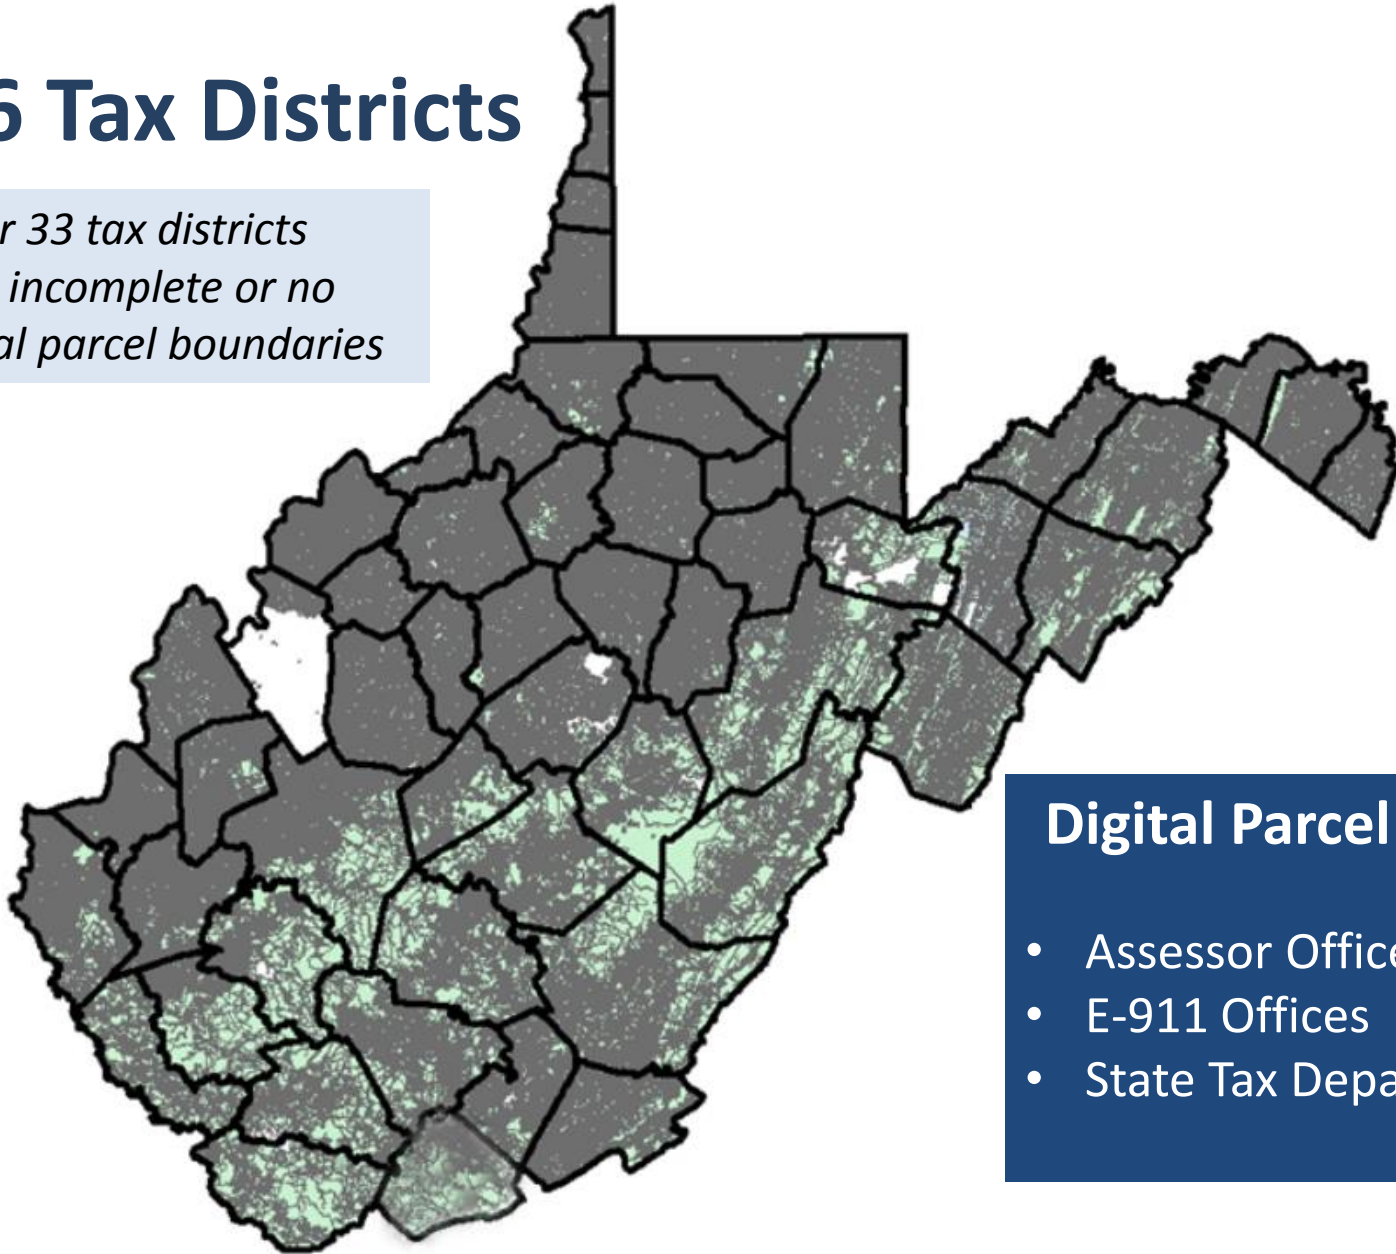 6 Tax Districts
r 33 tax districts
incomplete or no
al parcel boundaries
Digital Parcel
• Assessor Office
• E-911 Offices
• State Tax Depa